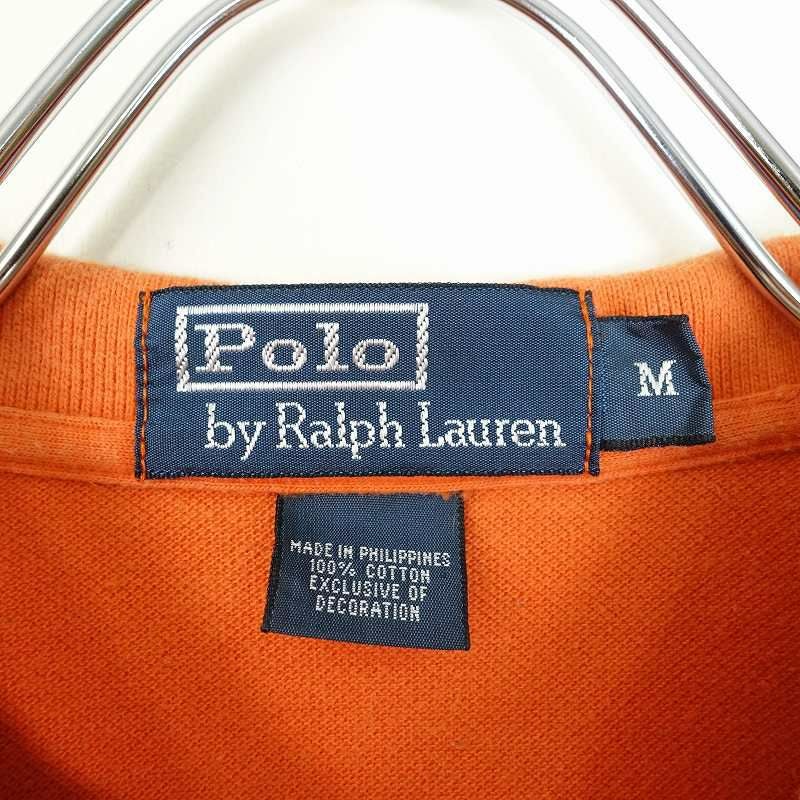 Polo
by Ralph Lauren
M
MADE IN PHILIPPINES
100% COTTON
EXCLUSIVE OF
DECORATION